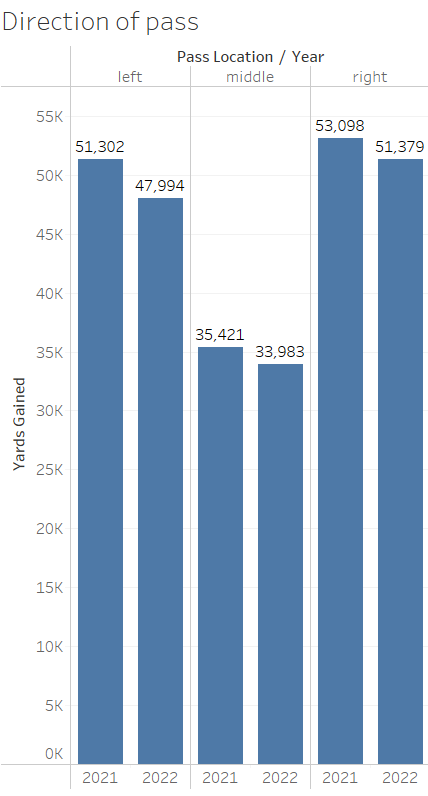 Direction of pass
Pass Location / Year
left middle right
55K
50K
45K
40K
35K
30K
25K
20K
15K
10K
5K
0K
Yards Gained
51,302
47,994
35,421
33,983
53,098
51,379
2021 2022 2021 2022 2021 2022